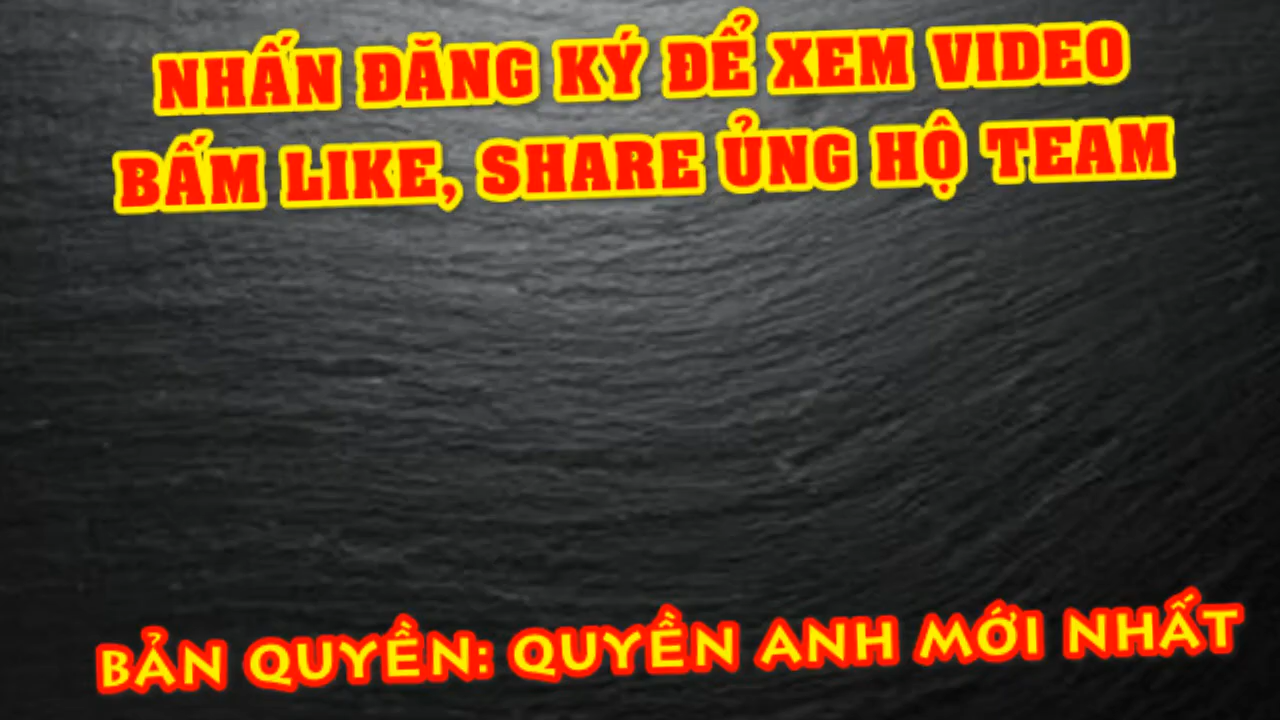 NHẤN ĐĂNG KÝ ĐỂ XEM VIDEO
BẤM LIKE, SHARE ỦNG HỘ TEAM
BẢN QUYỀN: QUYỀN ANH MỚI NHẤT